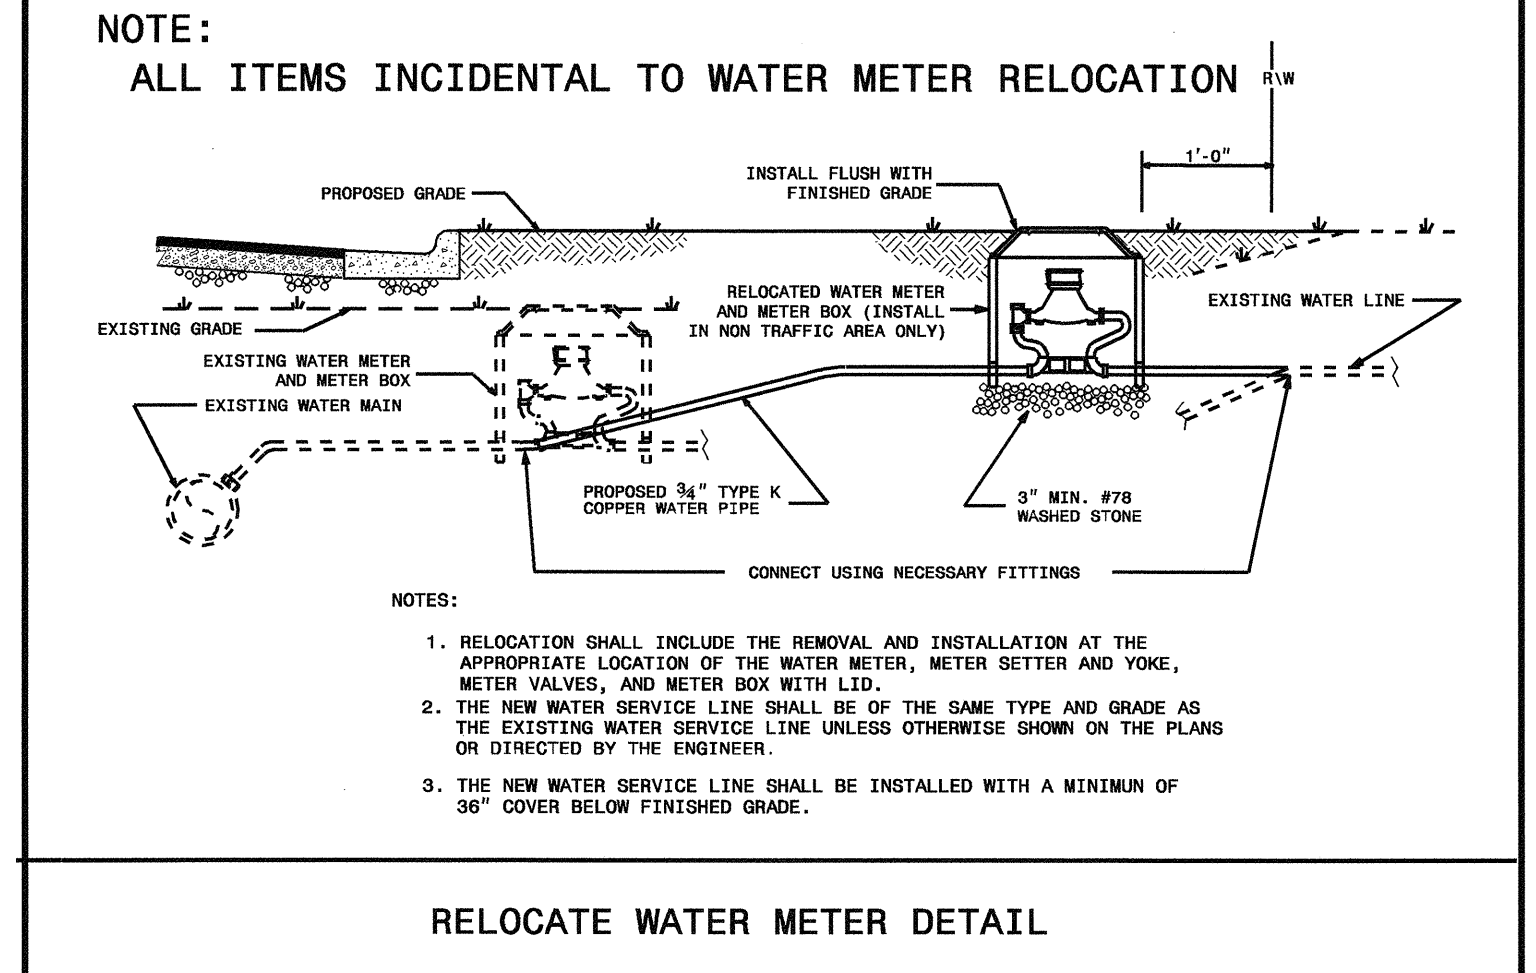 NOTE:
ALL ITEMS INCIDENTAL TO WATER METER RELOCATION
R\W
1'-0"
INSTALL FLUSH WITH
FINISHED GRADE
PROPOSED GRADE
RELOCATED WATER METER
AND METER BOX (INSTALL
IN NON TRAFFIC AREA ONLY)
EXISTING WATER LINE
EXISTING GRADE
EXISTING WATER METER
AND METER BOX
EXISTING WATER MAIN
PROPOSED ¾" TYPE K
COPPER WATER PIPE
3" MIN. #78
WASHED STONE
CONNECT USING NECESSARY FITTINGS
NOTES:
1. RELOCATION SHALL INCLUDE THE REMOVAL AND INSTALLATION AT THE
APPROPRIATE LOCATION OF THE WATER METER, METER SETTER AND YOKE,
METER VALVES, AND METER BOX WITH LID.
2. THE NEW WATER SERVICE LINE SHALL BE OF THE SAME TYPE AND GRADE AS
THE EXISTING WATER SERVICE LINE UNLESS OTHERWISE SHOWN ON THE PLANS
OR DIRECTED BY THE ENGINEER.
3. THE NEW WATER SERVICE LINE SHALL BE INSTALLED WITH A MINIMUN OF
36" COVER BELOW FINISHED GRADE.
RELOCATE WATER METER DETAIL